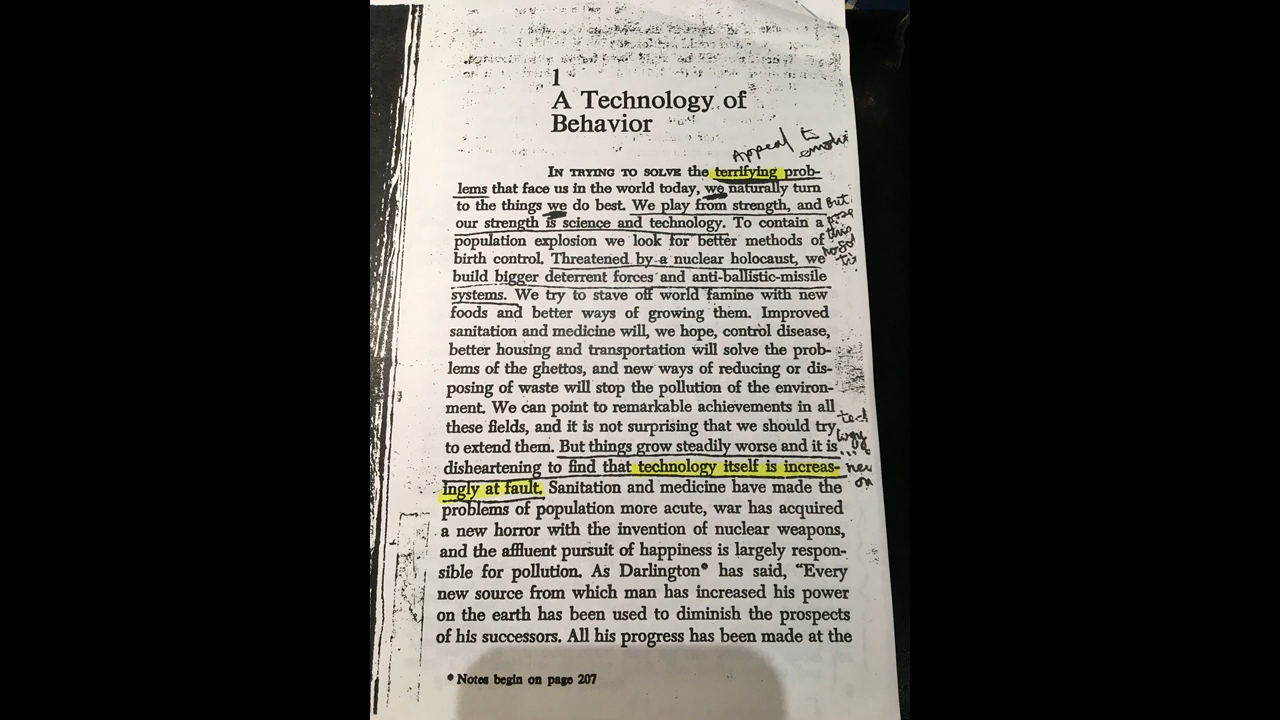 1
A Technology of
Behavior
Appeal to
IN TRYING TO SOLVE the terrifying prob-
lems that face us in the world today, we naturally turn
to the things we do best. We play from strength, and
our strength is science and technology. To contain a
population explosion we look for better methods of
birth control. Threatened by a nuclear holocaust, we
build bigger deterrent forces and anti-ballistic-missile
systems. We try to stave off world famine with new
foods and better ways of growing them. Improved
sanitation and medicine will, we hope, control disease,
better housing and transportation will solve the prob-
lems of the ghettos, and new ways of reducing or dis-
posing of waste will stop the pollution of the environ-
ment. We can point to remarkable achievements in all
these fields, and it is not surprising that we should try
to extend them. But things grow steadily worse and it is
disheartening to find that technology itself is increas-
ingly at fault. Sanitation and medicine have made the
problems of population more acute, war has acquired
a new horror with the invention of nuclear weapons,
and the affluent pursuit of happiness is largely respon-
sible for pollution. As Darlington* has said, “Every
new source from which man has increased his power
on the earth has been used to diminish the prospects
of his successors. All his progress has been made at the
* Notes begin on page 207
But
this